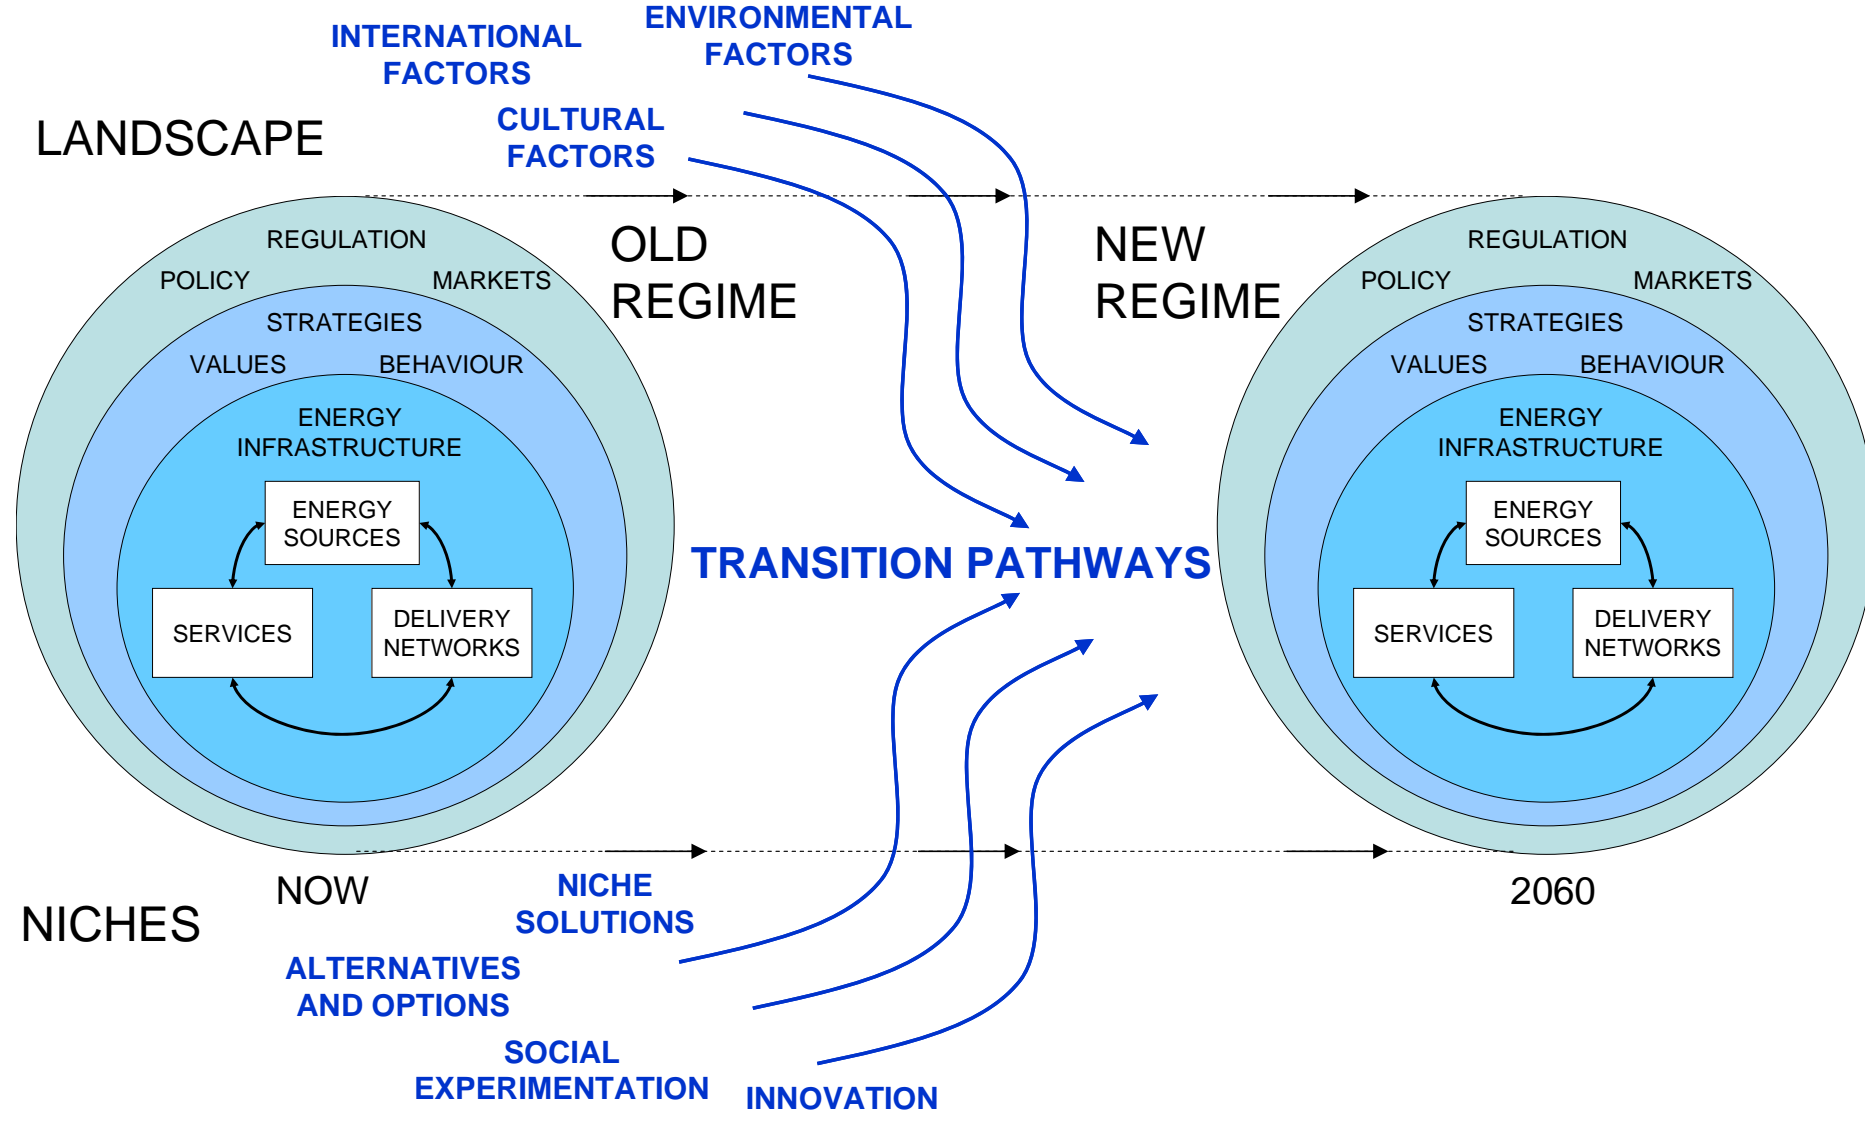 ENVIRONMENTAL
FACTORS
INTERNATIONAL
FACTORS
CULTURAL
FACTORS
LANDSCAPE
OLD
REGIME
NEW
REGIME
REGULATION
POLICY
MARKETS
STRATEGIES
VALUES
BEHAVIOUR
ENERGY
INFRASTRUCTURE
ENERGY
SOURCES
SERVICES
DELIVERY
NETWORKS
TRANSITION PATHWAYS
REGULATION
POLICY
MARKETS
STRATEGIES
VALUES
BEHAVIOUR
ENERGY
INFRASTRUCTURE
ENERGY
SOURCES
SERVICES
DELIVERY
NETWORKS
NOW
2060
NICHES
NICHE
SOLUTIONS
ALTERNATIVES
AND OPTIONS
SOCIAL
EXPERIMENTATION
INNOVATION